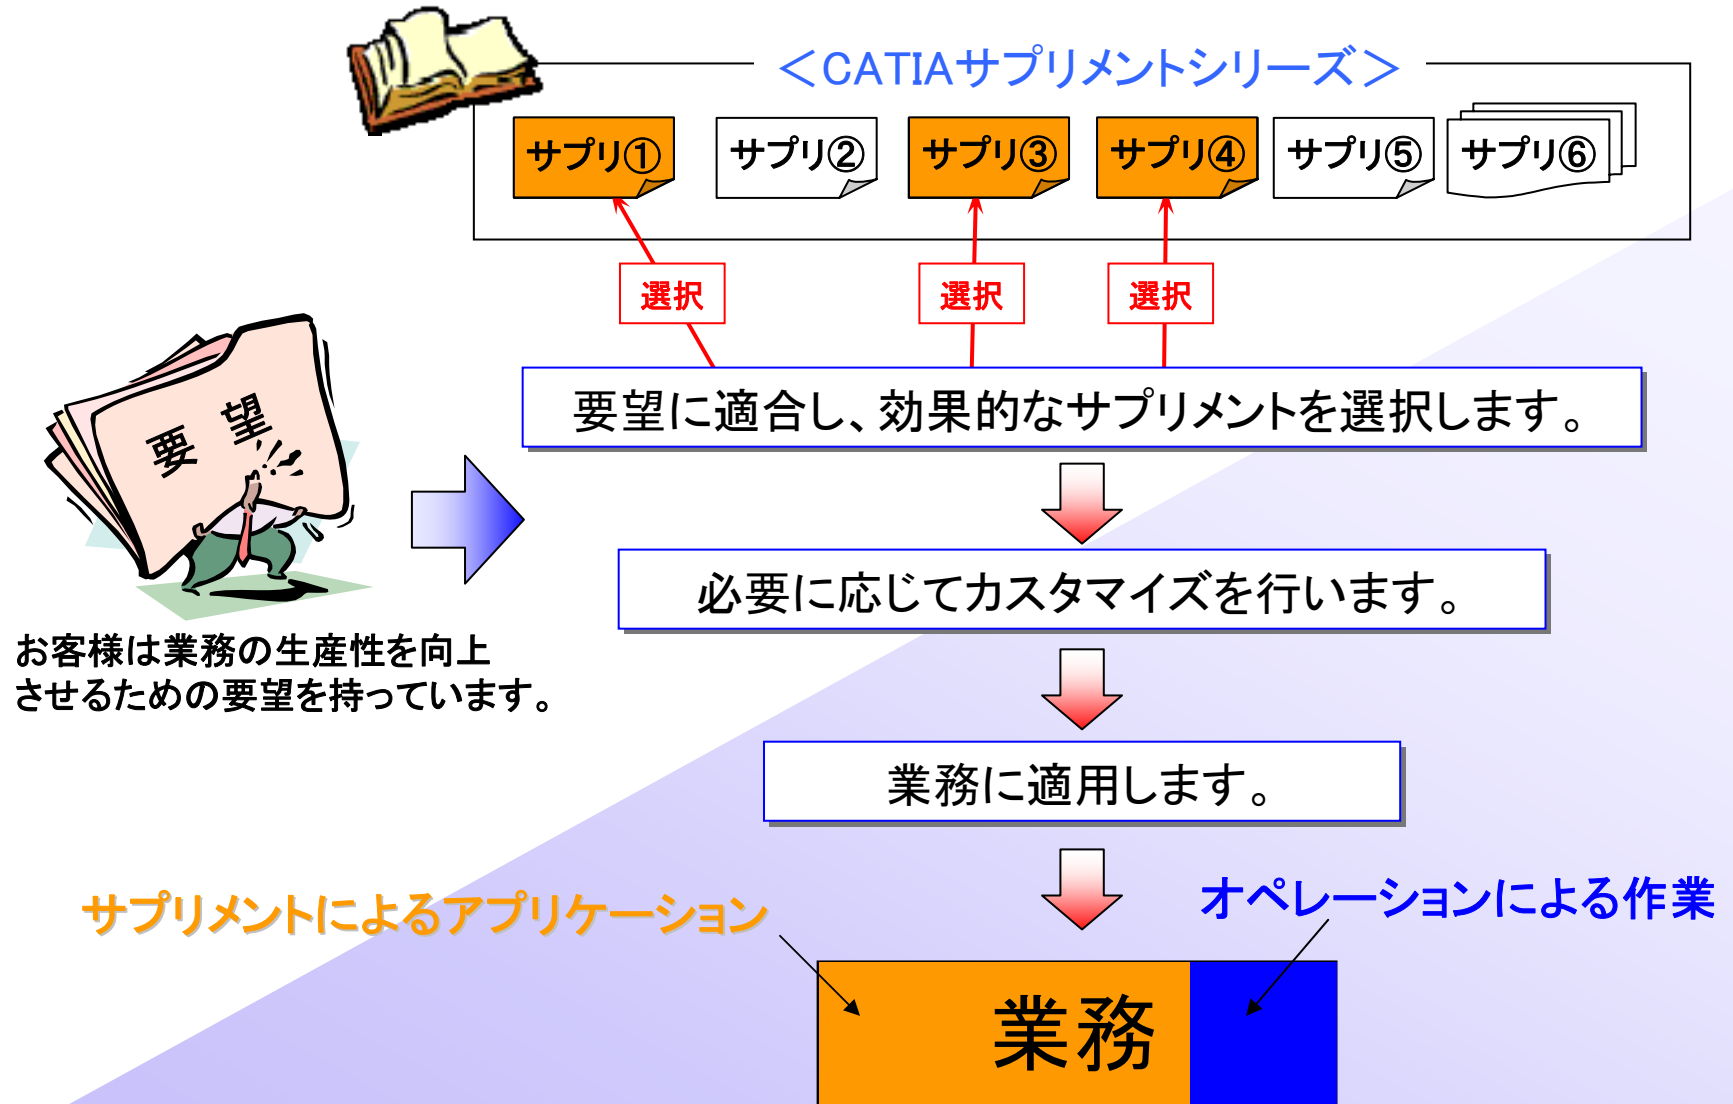 ＜CATIAサプリメントシリーズ＞
サプリ① サプリ② サプリ③ サプリ④ サプリ⑤ サプリ⑥
選択 選択 選択
要望に適合し、効果的なサプリメントを選択します。
要望
必要に応じてカスタマイズを行います。
お客様は業務の生産性を向上
させるための要望を持っています。
業務に適用します。
サプリメントによるアプリケーション
オペレーションによる作業
業務